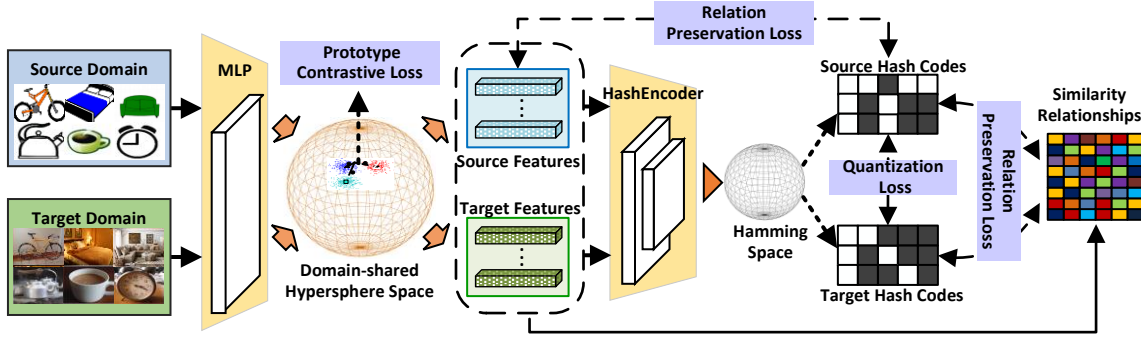 Source Domain
Target Domain
MLP
Prototype
Contrastive Loss
Domain-shared
Hypersphere Space
Source Features
Target Features
Relation
Preservation Loss
HashEncoder
Hamming
Space
Source Hash Codes
Quantization
Loss
Target Hash Codes
Relation
Preservation Loss
Similarity
Relationships